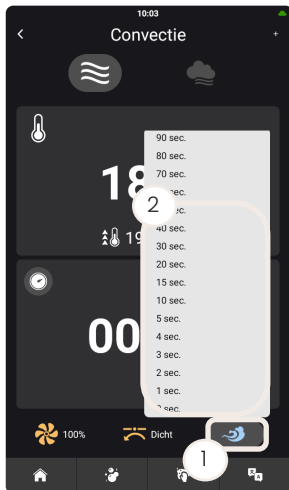 10:03
Convectie
+
90 sec.
80 sec.
70 sec.
18
2
40 sec.
30 sec.
19
20 sec.
15 sec.
10 sec.
5 sec.
00
4 sec.
3 sec.
2 sec.
1 sec.
100%
Dicht
1